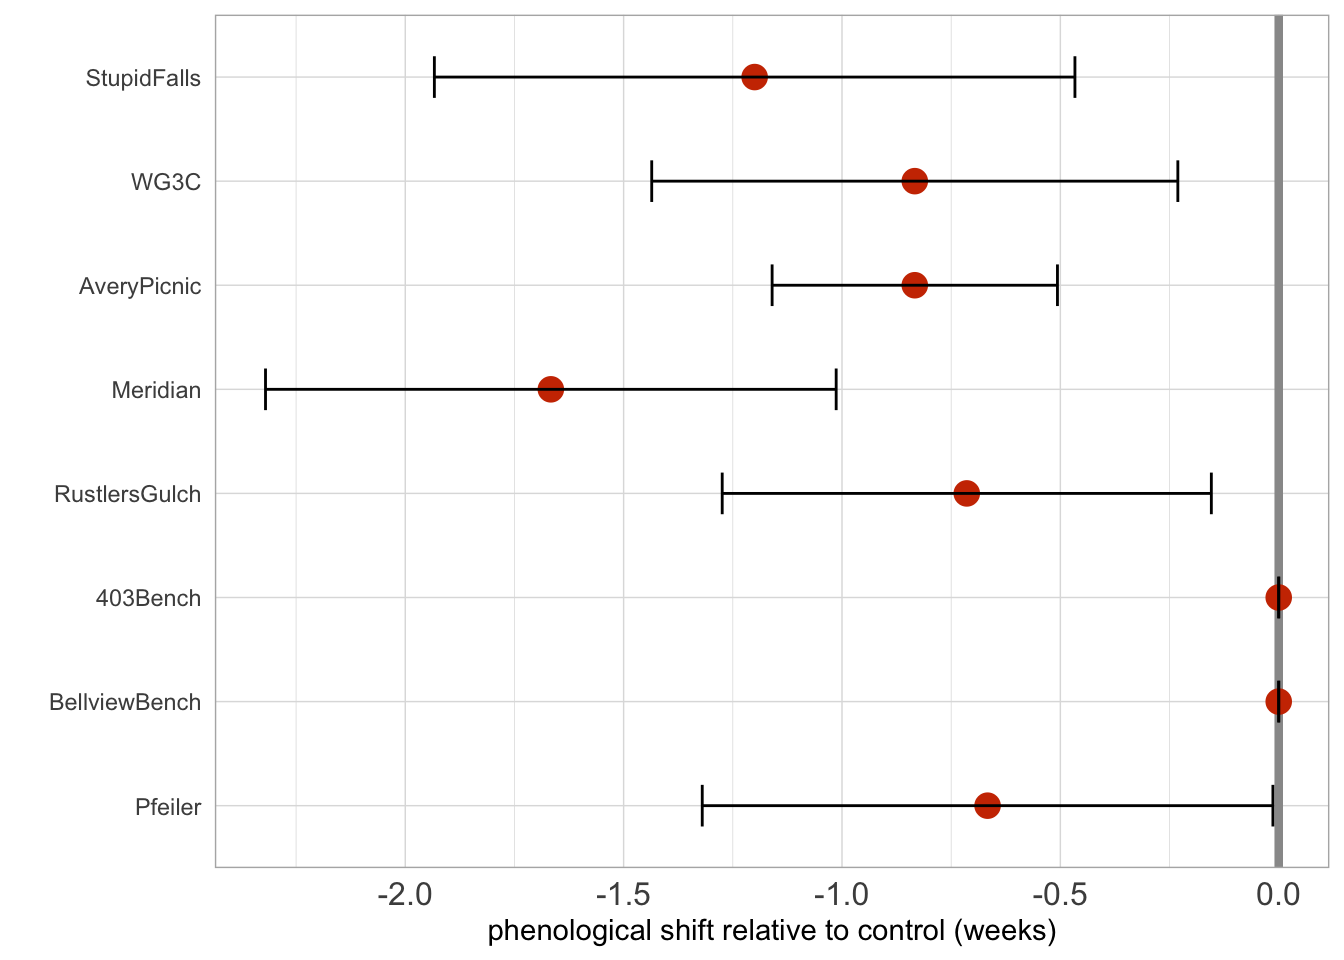 StupidFalls
WG3C
AveryPicnic
Meridian
RustlersGulch
403Bench
BellviewBench
Pfeiler
-2.0 -1.5 -1.0 -0.5 0.0
phenological shift relative to control (weeks)